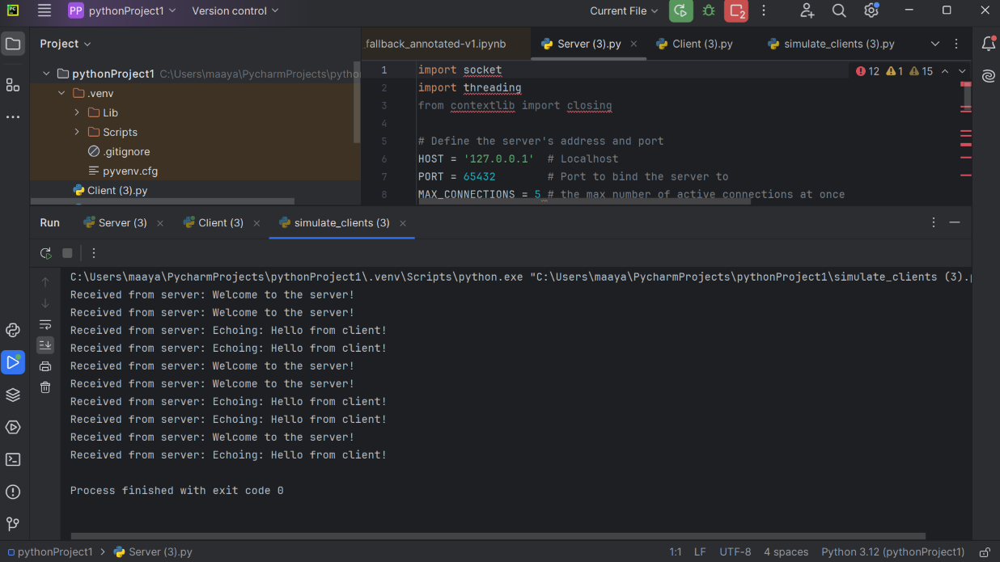 PC PP pythonProject1 Version control Current File 2
Project
_fallback_annotated-v1.ipynb Server (3).py Client (3).py simulate_clients (3).py
pythonProject1 C:\Users\maaya\PycharmProjects\pytho
.venv
Lib
Scripts
.gitignore
pyvenv.cfg
Client (3).py
12 1 15
1 import socket
2 import threading
3 from contextlib import closing
4
5 # Define the server's address and port
6 HOST = '127.0.0.1' # Localhost
7 PORT = 65432 # Port to bind the server to
8 MAX_CONNECTIONS = 5 # the max number of active connections at once
Run Server (3) Client (3) simulate_clients (3)
C:\Users\maaya\PycharmProjects\pythonProject1\.venv\Scripts\python.exe "C:\Users\maaya\PycharmProjects\pythonProject1\simulate_clients (3).p
Received from server: Welcome to the server!
Received from server: Welcome to the server!
Received from server: Echoing: Hello from client!
Received from server: Echoing: Hello from client!
Received from server: Welcome to the server!
Received from server: Welcome to the server!
Received from server: Echoing: Hello from client!
Received from server: Echoing: Hello from client!
Received from server: Welcome to the server!
Received from server: Echoing: Hello from client!
Process finished with exit code 0
pythonProject1 > Server (3).py 1:1 LF UTF-8 4 spaces Python 3.12 (pythonProject1)